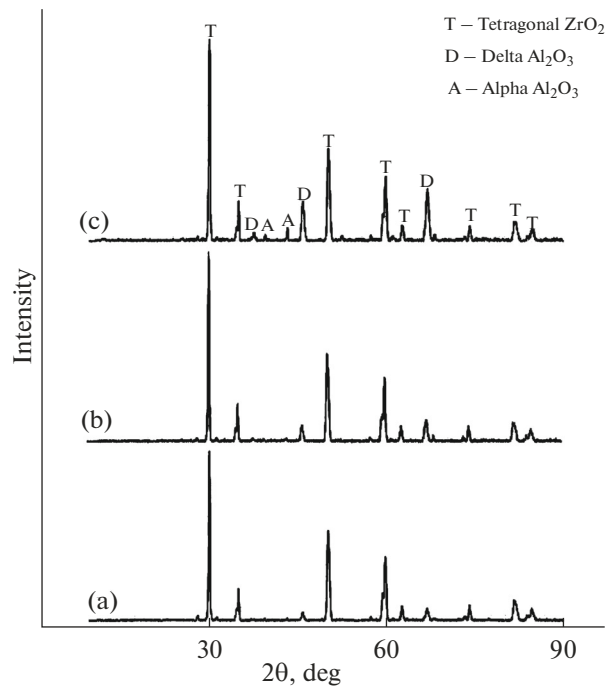 T – Tetragonal ZrO₂
D – Delta Al₂O₃
A – Alpha Al₂O₃
T
T
D
A
A
D
T
T
T
D
T
T
T
(c)
(b)
(a)
Intensity
30
60
90
2θ, deg